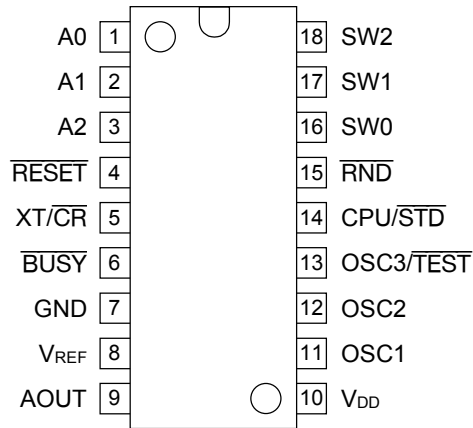 A0 1 18 SW2
A1 2 17 SW1
A2 3 16 SW0
RESET 4 15 RND
XT/CR 5 14 CPU/STD
BUSY 6 13 OSC3/TEST
GND 7 12 OSC2
VREF 8 11 OSC1
AOUT 9 10 VDD